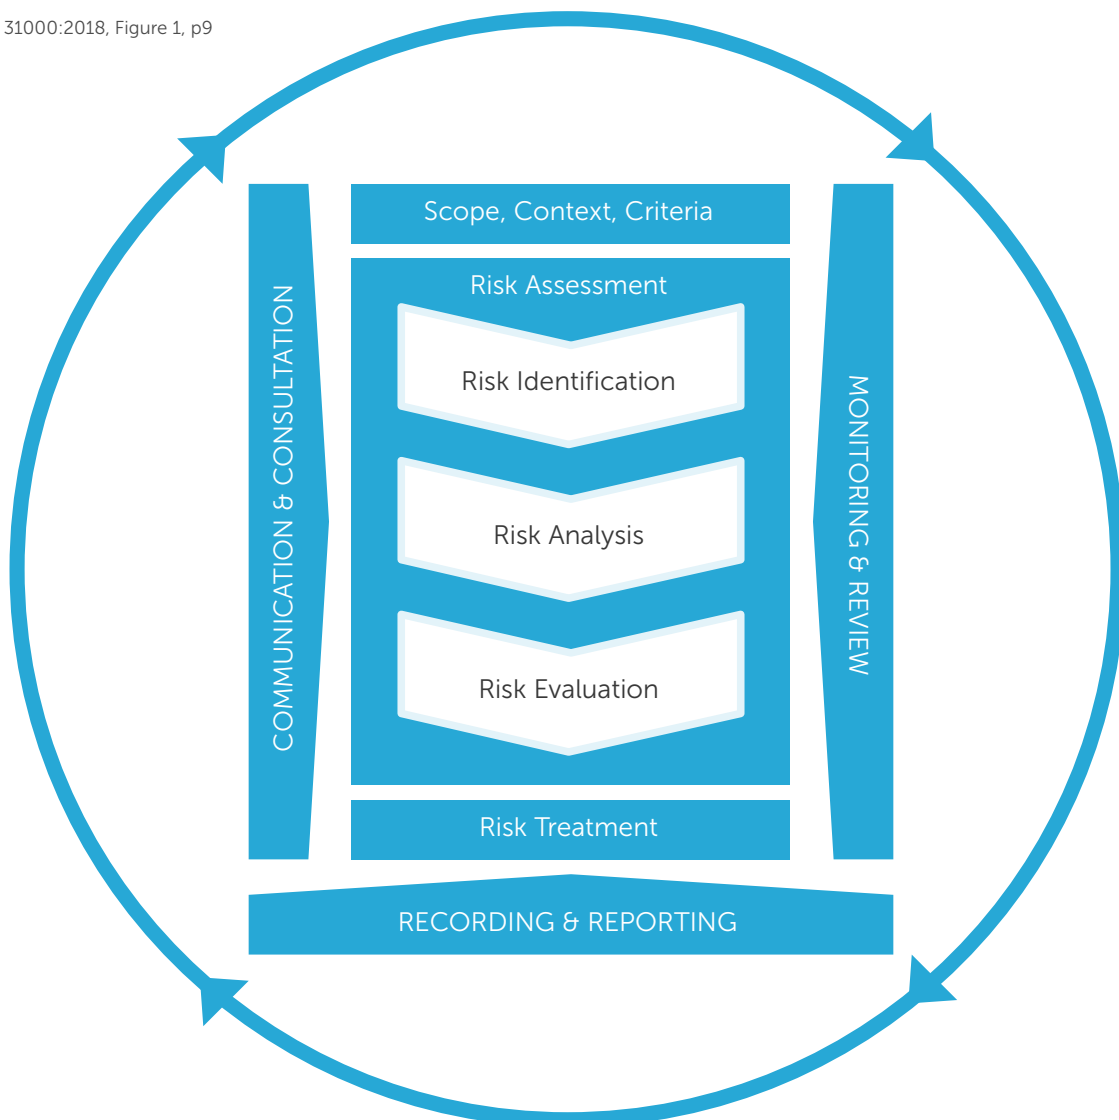 31000:2018, Figure 1, p9
Scope, Context, Criteria
Risk Assessment
Risk Identification
Risk Analysis
Risk Evaluation
Risk Treatment
COMMUNICATION & CONSULTATION
MONITORING & REVIEW
RECORDING & REPORTING